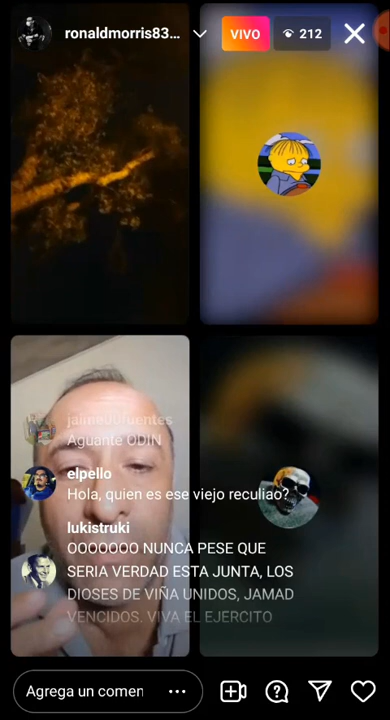 ronaldmorris83...
VIVO
212
jaimedbfuentes
Aguante ODIN
elpello
Hola, quien es ese viejo reculiao?
lukistruki
OOOOOOO NUNCA PESE QUE
SERIA VERDAD ESTA JUNTA, LOS
DIOSES DE VIÑA UNIDOS, JAMAD
VENCIDOS. VIVA EL EJERCITO
Agrega un comen